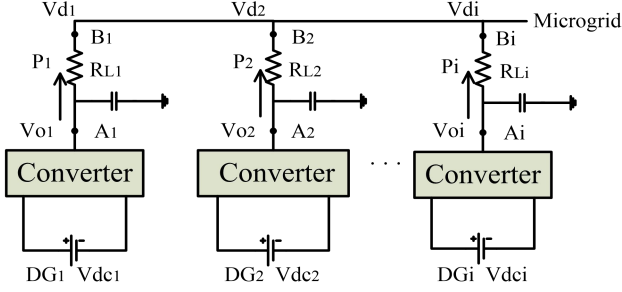 Vd1 Vd2 Vdi Microgrid
B1 B2 Bi
P1 RL1 P2 RL2 Pi RLi
Vo1 A1 Vo2 A2 Voi Ai
Converter Converter ... Converter
+ - + - + -
DG1 Vdc1 DG2 Vdc2 DGi Vdci